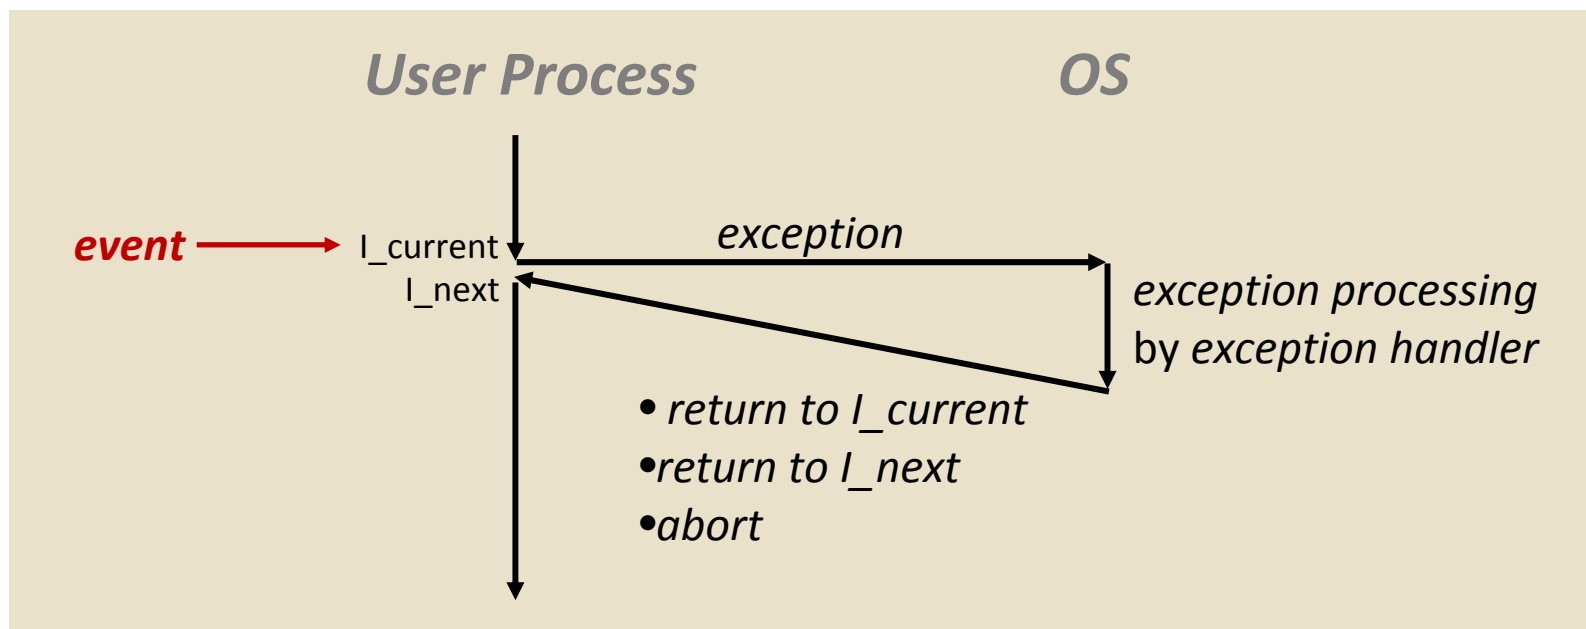 User Process OS
event I_current exception
I_next
exception processing
by exception handler
• return to I_current
•return to I_next
•abort